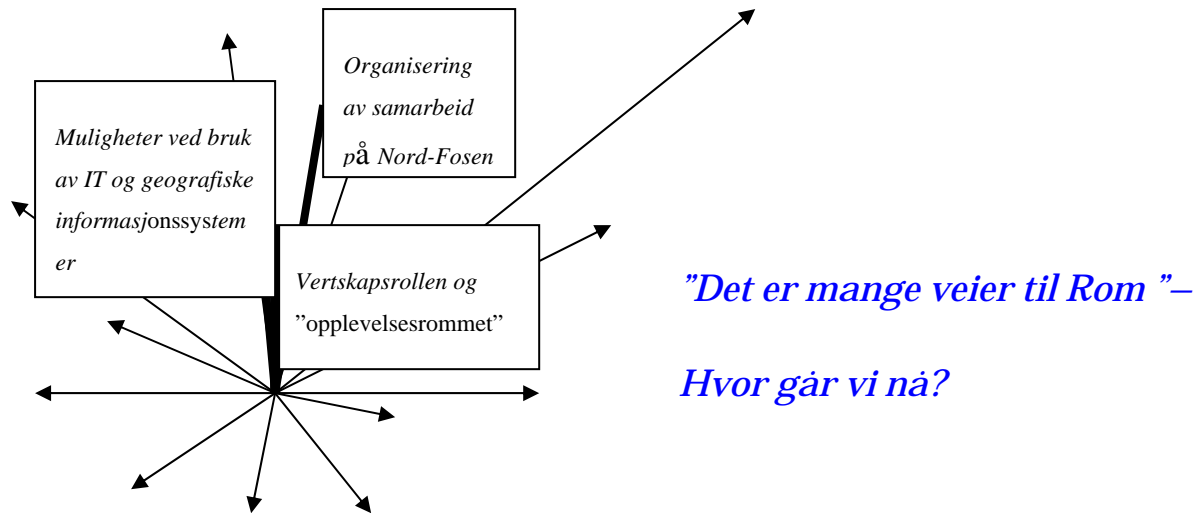 Organisering
av samarbeid
på Nord-Fosen
Muligheter ved bruk
av IT og geografiske
informasjonssystem
er
Vertskapsrollen og
”opplevelsesrommet”
”Det er mange veier til Rom ”–
Hvor går vi nå?